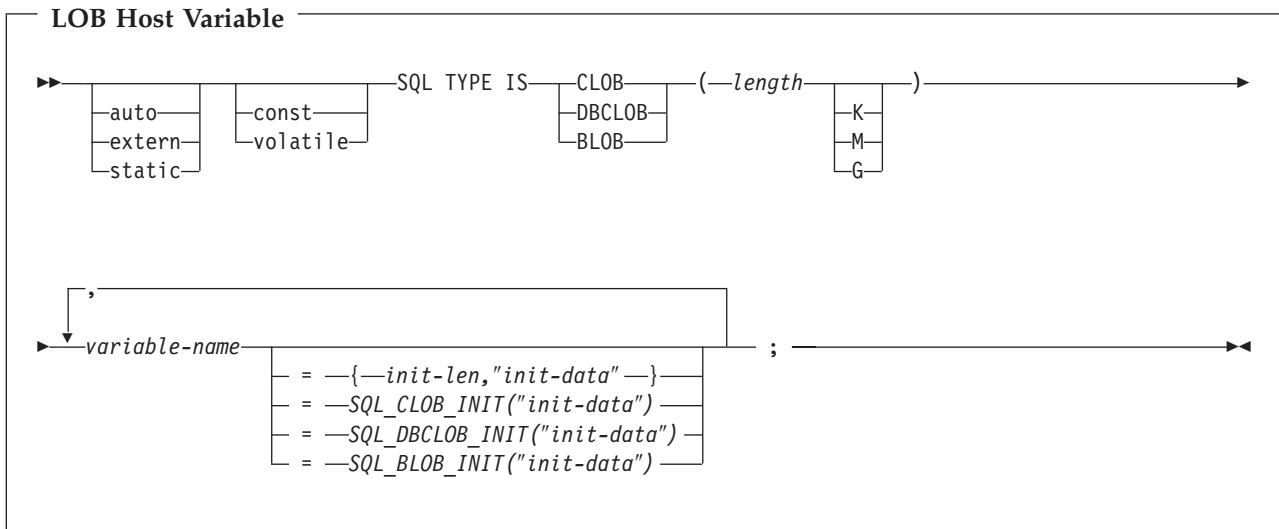 LOB Host Variable
SQL TYPE IS CLOB ( length )
auto const DBCLOB K
extern volatile BLOB M
static G
,
variable-name ;
= { init-len,"init-data" }
= SQL_CLOB_INIT("init-data")
= SQL_DBCLOB_INIT("init-data")
= SQL_BLOB_INIT("init-data")